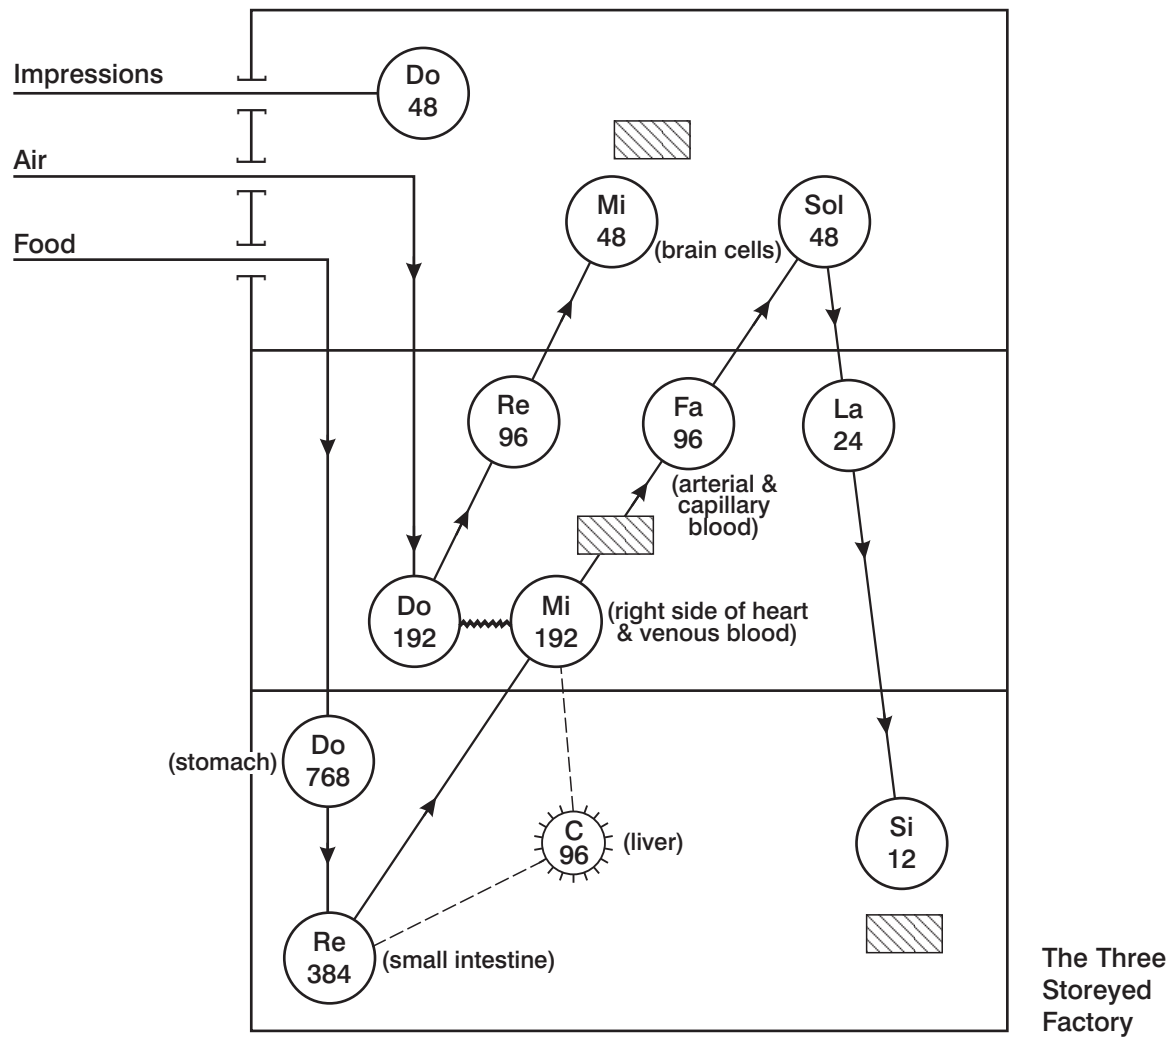 Impressions
Do
48
Air
Mi
48
Sol
48
(brain cells)
Food
Re
96
Fa
96
La
24
(arterial &
capillary
blood)
Do
192
Mi
192
(right side of heart
& venous blood)
(stomach)
Do
768
C
96
(liver)
Si
12
Re
384
(small intestine)
The Three
Storeyed
Factory